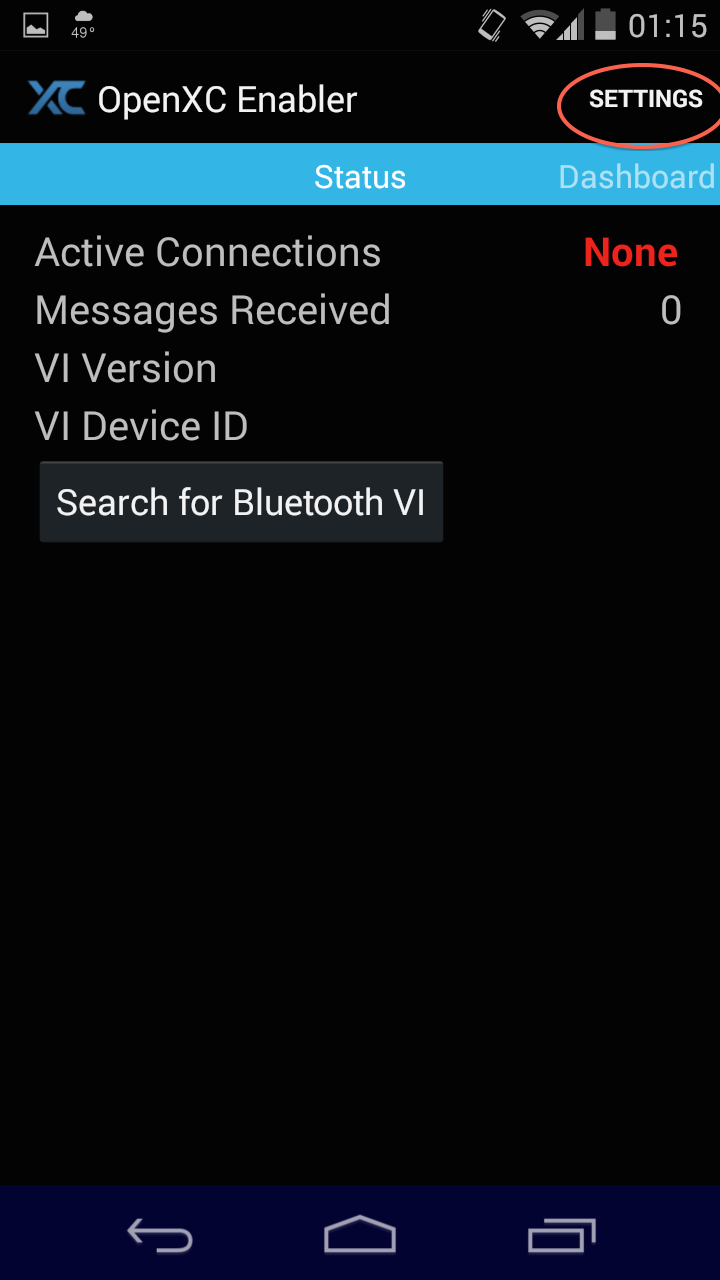 49° 01:15
XC OpenXC Enabler SETTINGS
Status Dashboard
Active Connections None
Messages Received 0
VI Version
VI Device ID
Search for Bluetooth VI